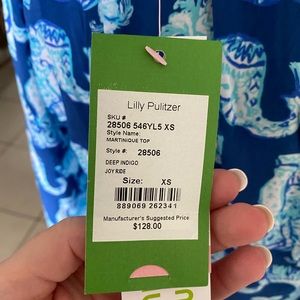 Lilly Pulitzer
SKU #
28506 546YL5 XS
Style Name:
MARTINIQUE TOP
Style #: 28506
DEEP INDIGO
JOY RIDE
Size: XS
889069 262341
Manufacturer's Suggested Price
$128.00